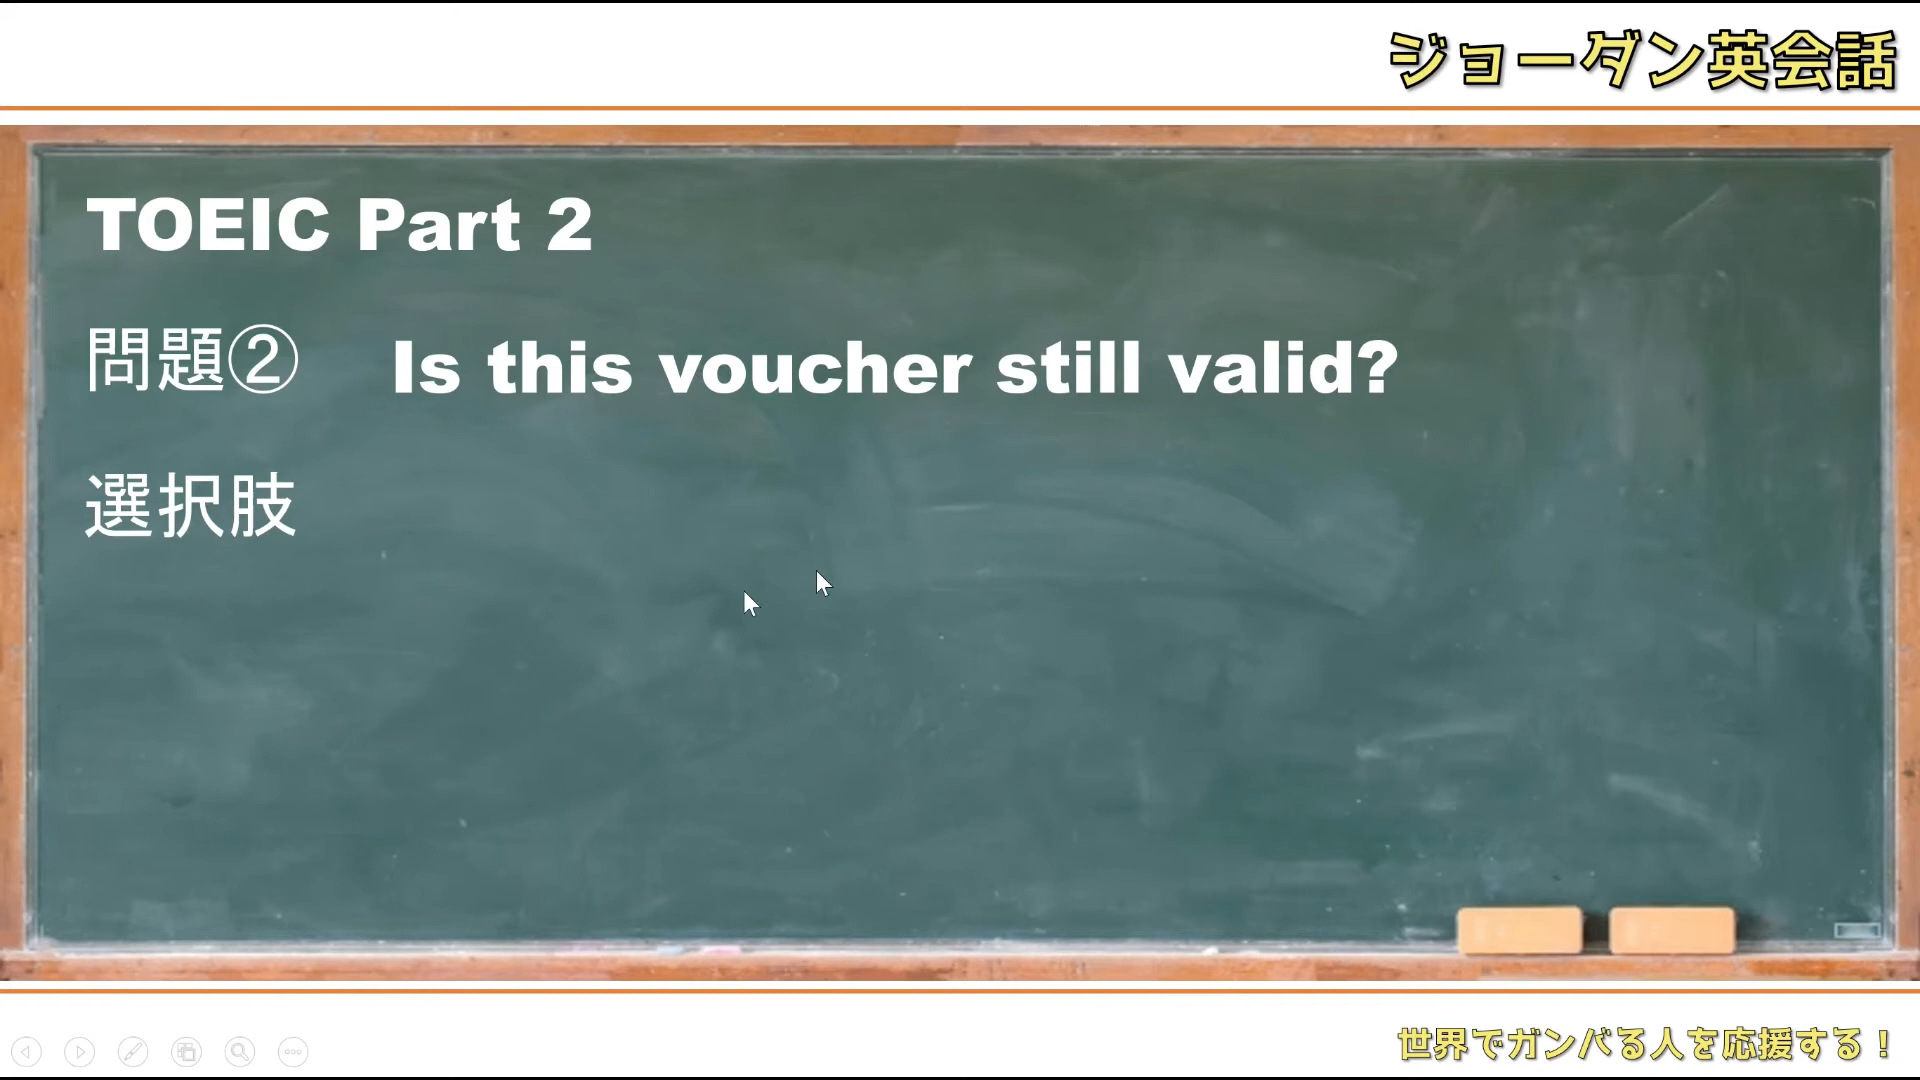 ジョーダン英会話
TOEIC Part 2
問題② Is this voucher still valid?
選択肢
世界でガンバる人を応援する！